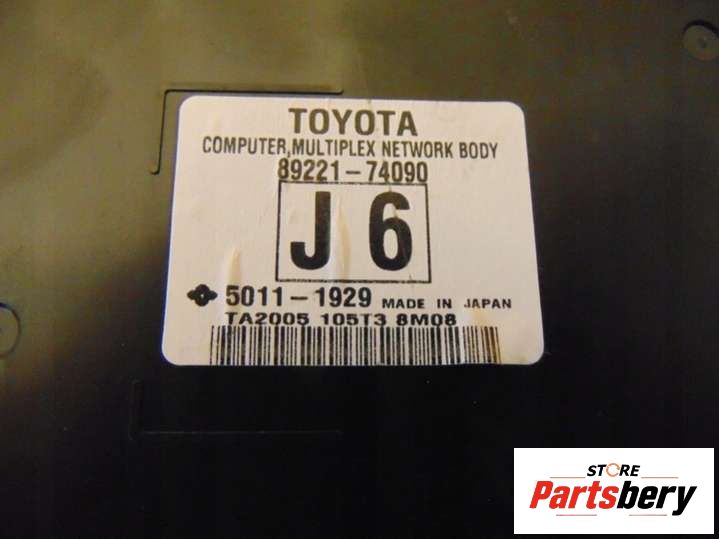 TOYOTA
COMPUTER,MULTIPLEX NETWORK BODY
89221-74090
J 6
5011-1929 MADE IN JAPAN
TA2005 105T3 8M08
STORE
Partsbery